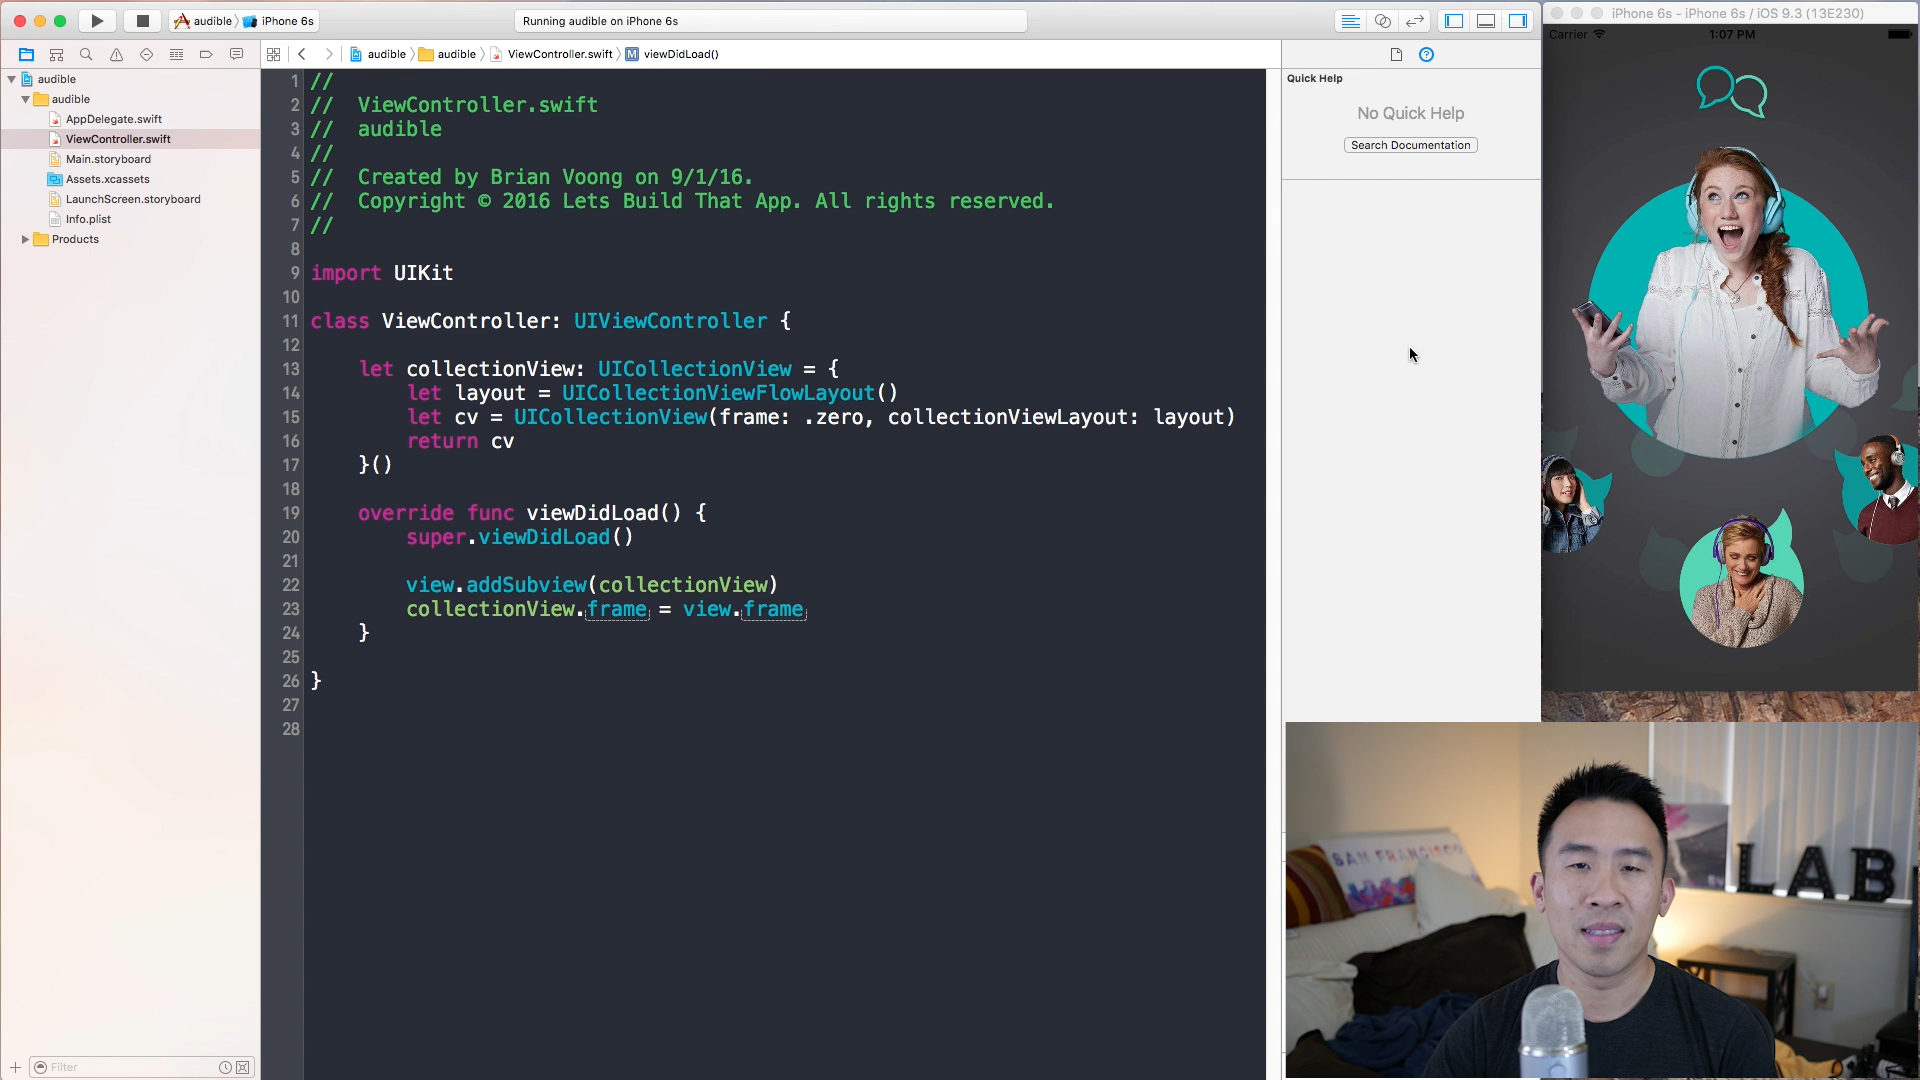 audible
iPhone 6s
Running audible on iPhone 6s
iPhone 6s - iPhone 6s / iOS 9.3 (13E230)
Carrier
1:07 PM
audible
audible
ViewController.swift
M
viewDidLoad()
Quick Help
No Quick Help
Search Documentation
audible
audible
AppDelegate.swift
ViewController.swift
Main.storyboard
Assets.xcassets
LaunchScreen.storyboard
Info.plist
Products
1 //
2 //  ViewController.swift
3 //  audible
4 //
5 //  Created by Brian Voong on 9/1/16.
6 //  Copyright © 2016 Lets Build That App. All rights reserved.
7 //
8
9 import UIKit
10
11 class ViewController: UIViewController {
12
13     let collectionView: UICollectionView = {
14         let layout = UICollectionViewFlowLayout()
15         let cv = UICollectionView(frame: .zero, collectionViewLayout: layout)
16         return cv
17     }()
18
19     override func viewDidLoad() {
20         super.viewDidLoad()
21
22         view.addSubview(collectionView)
23         collectionView.frame = view.frame
24     }
25
26 }
27
28
Filter
SAN FRANCISCO
LAB